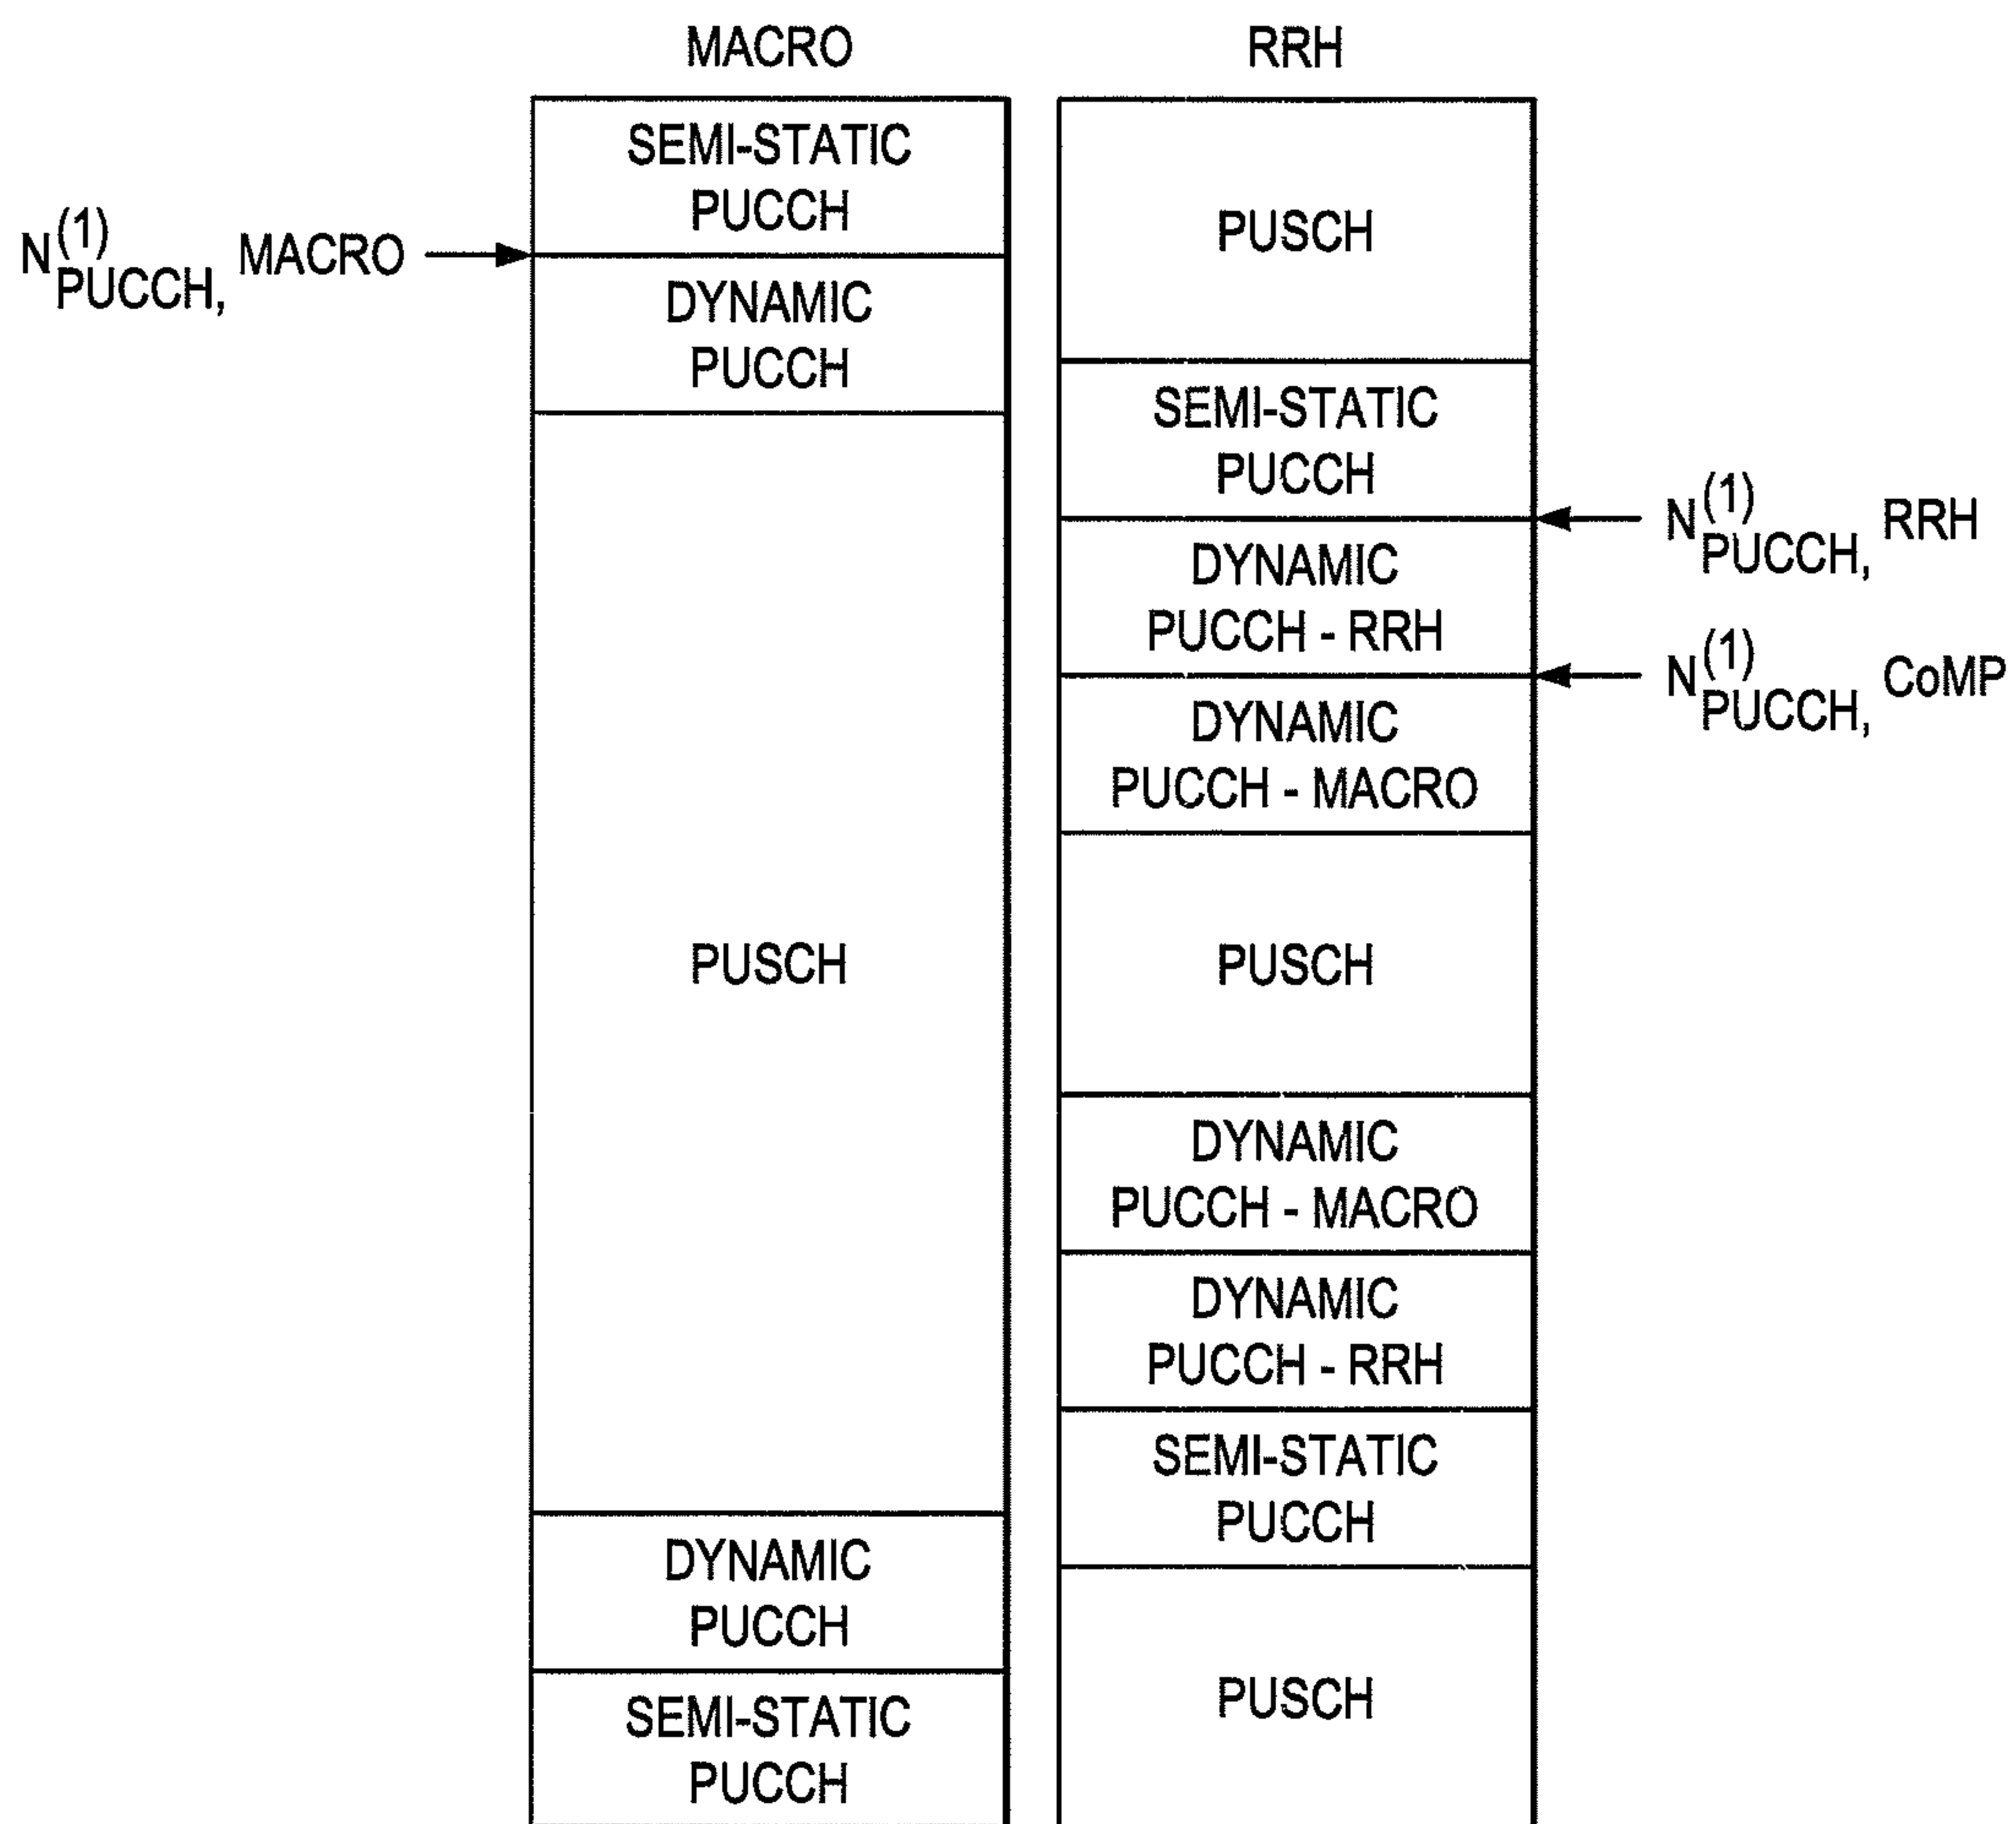 MACRO
SEMI-STATIC
PUCCH
N(1)PUCCH, MACRO
DYNAMIC
PUCCH
PUSCH
DYNAMIC
PUCCH
SEMI-STATIC
PUCCH
RRH
PUSCH
SEMI-STATIC
PUCCH
N(1)PUCCH, RRH
DYNAMIC
PUCCH - RRH
N(1)PUCCH, CoMP
DYNAMIC
PUCCH - MACRO
PUSCH
DYNAMIC
PUCCH - MACRO
DYNAMIC
PUCCH - RRH
SEMI-STATIC
PUCCH
PUSCH